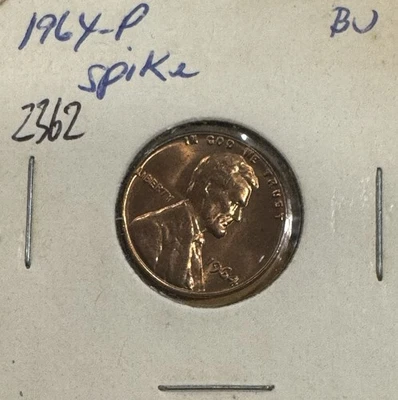 1964-P
BU
Spike
2362
IN GOD WE TRUST
LIBERTY
1964